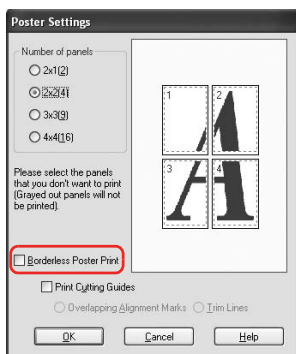 Poster Settings
Number of panels
2x1(2)
2x2(4)
3x3(9)
4x4(16)
1
2
3
4
Please select the panels
that you don't want to print
(Grayed out panels will not
be printed).
Borderless Poster Print
Print Cutting Guides
Overlapping Alignment Marks
Trim Lines
OK
Cancel
Help